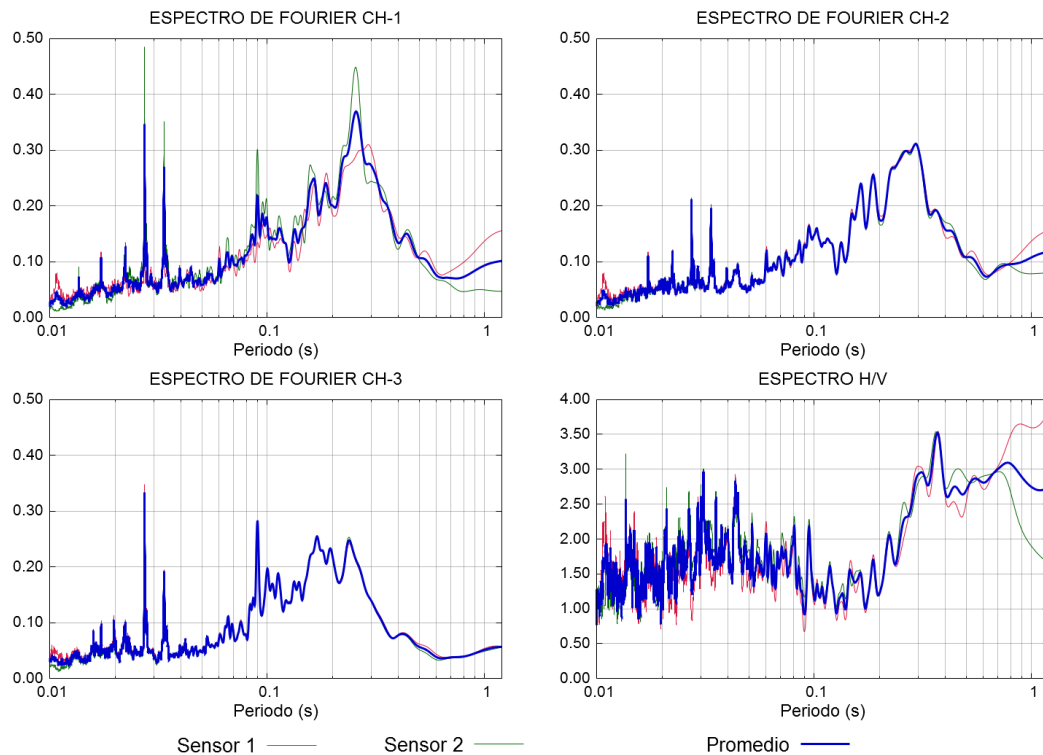 ESPECTRO DE FOURIER CH-1
0.50
0.40
0.30
0.20
0.10
0.00
0.01 0.1 1
Periodo (s)
ESPECTRO DE FOURIER CH-2
0.50
0.40
0.30
0.20
0.10
0.00
0.01 0.1 1
Periodo (s)
ESPECTRO DE FOURIER CH-3
0.50
0.40
0.30
0.20
0.10
0.00
0.01 0.1 1
Periodo (s)
ESPECTRO H/V
4.00
3.50
3.00
2.50
2.00
1.50
1.00
0.50
0.00
0.01 0.1 1
Periodo (s)
Sensor 1 Sensor 2 Promedio